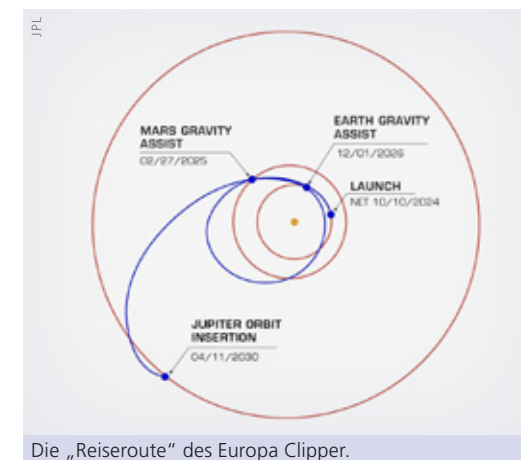 JPL
MARS GRAVITY
ASSIST
02/27/2025
EARTH GRAVITY
ASSIST
12/01/2026
LAUNCH
NET 10/10/2024
JUPITER ORBIT
INSERTION
04/11/2030
Die „Reiseroute“ des Europa Clipper.